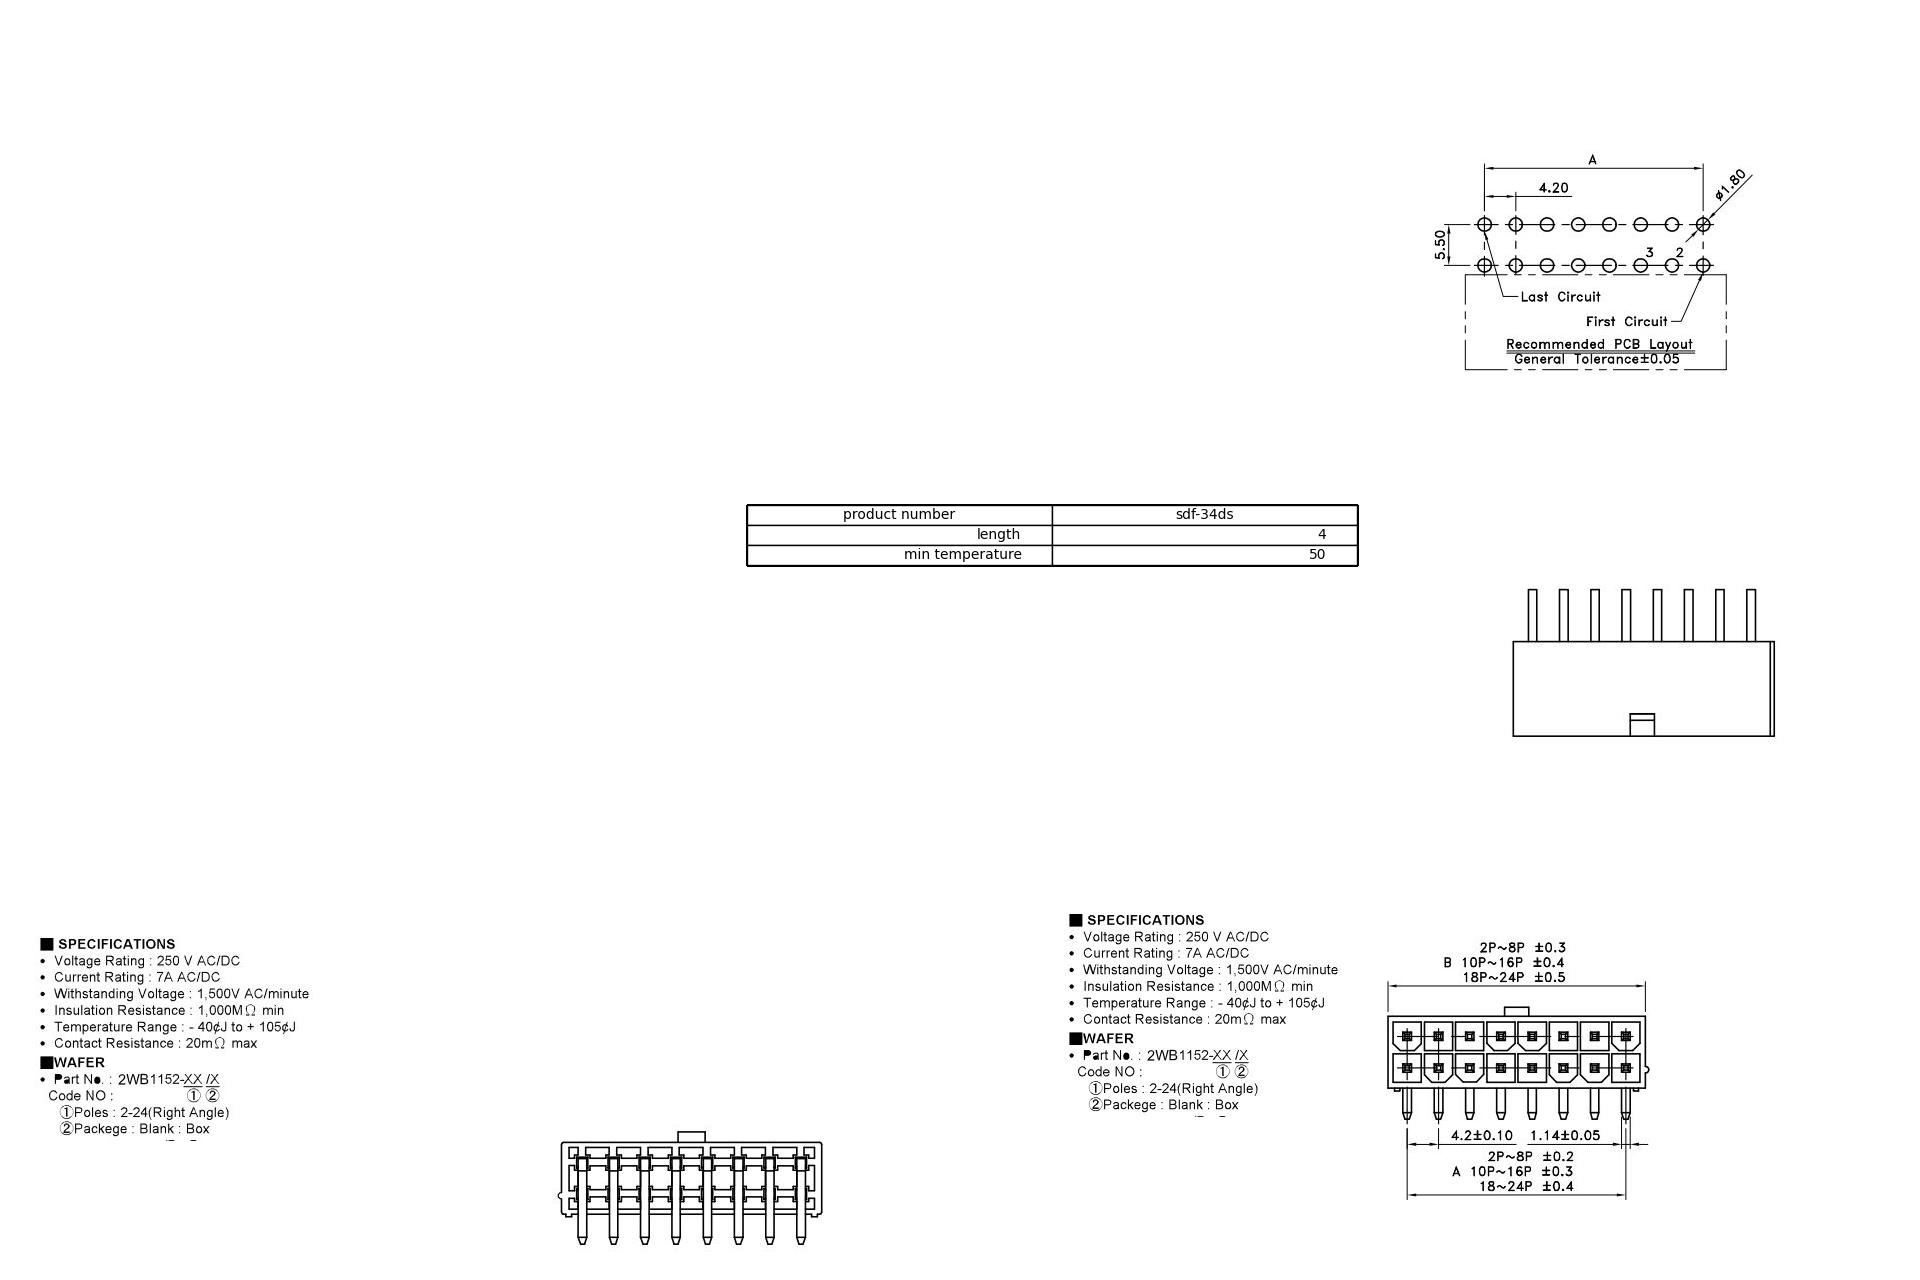 A
4.20
ø1.80
5.50
3 2
Last Circuit
First Circuit
Recommended PCB Layout
General Tolerance±0.05
product number sdf-34ds
length 4
min temperature 50
■ SPECIFICATIONS
• Voltage Rating : 250 V AC/DC
• Current Rating : 7A AC/DC
• Withstanding Voltage : 1,500V AC/minute
• Insulation Resistance : 1,000MΩ min
• Temperature Range : - 40¢J to + 105¢J
• Contact Resistance : 20mΩ max
■WAFER
• Part No. : 2WB1152-XX /X
Code NO : ① ②
①Poles : 2-24(Right Angle)
②Packege : Blank : Box
■ SPECIFICATIONS
• Voltage Rating : 250 V AC/DC
• Current Rating : 7A AC/DC
• Withstanding Voltage : 1,500V AC/minute
• Insulation Resistance : 1,000MΩ min
• Temperature Range : - 40¢J to + 105¢J
• Contact Resistance : 20mΩ max
■WAFER
• Part No. : 2WB1152-XX /X
Code NO : ① ②
①Poles : 2-24(Right Angle)
②Packege : Blank : Box
2P~8P ±0.3
B 10P~16P ±0.4
18P~24P ±0.5
4.2±0.10 1.14±0.05
2P~8P ±0.2
A 10P~16P ±0.3
18~24P ±0.4